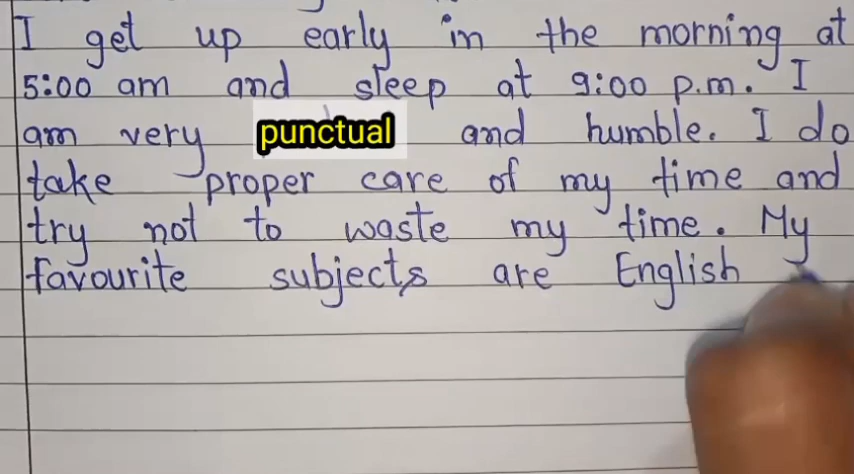 I get up early in the morning at
5:00 am and sleep at 9:00 p.m. I
am very punctual and humble. I do
take proper care of my time and
try not to waste my time. My
favourite subjects are English